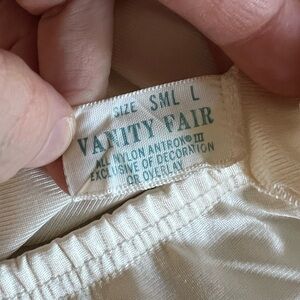 SIZE SML L
VANITY FAIR
ALL NYLON ANTRON® III
EXCLUSIVE OF DECORATION
OR OVERLAY